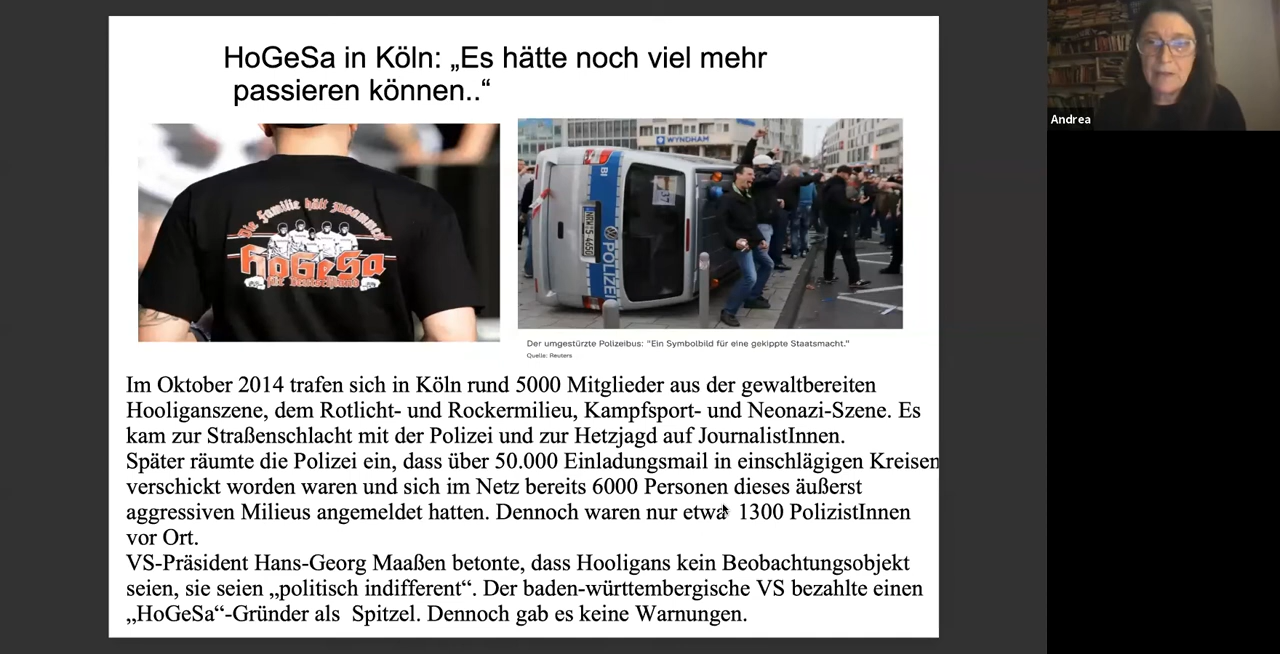 HoGeSa in Köln: „Es hätte noch viel mehr
passieren können..“
Die Familie hält zusammen
HoGeSa
für Deutschland
WYNDHAM
POLIZEI
Der umgestürzte Polizeibus: "Ein Symbolbild für eine gekippte Staatsmacht."
Quelle: Reuters
Im Oktober 2014 trafen sich in Köln rund 5000 Mitglieder aus der gewaltbereiten
Hooliganszene, dem Rotlicht- und Rockermilieu, Kampfsport- und Neonazi-Szene. Es
kam zur Straßenschlacht mit der Polizei und zur Hetzjagd auf JournalistInnen.
Später räumte die Polizei ein, dass über 50.000 Einladungsmail in einschlägigen Kreisen
verschickt worden waren und sich im Netz bereits 6000 Personen dieses äußerst
aggressiven Milieus angemeldet hatten. Dennoch waren nur etwa 1300 PolizistInnen
vor Ort.
VS-Präsident Hans-Georg Maaßen betonte, dass Hooligans kein Beobachtungsobjekt
seien, sie seien „politisch indifferent“. Der baden-württembergische VS bezahlte einen
„HoGeSa“-Gründer als  Spitzel. Dennoch gab es keine Warnungen.
Andrea